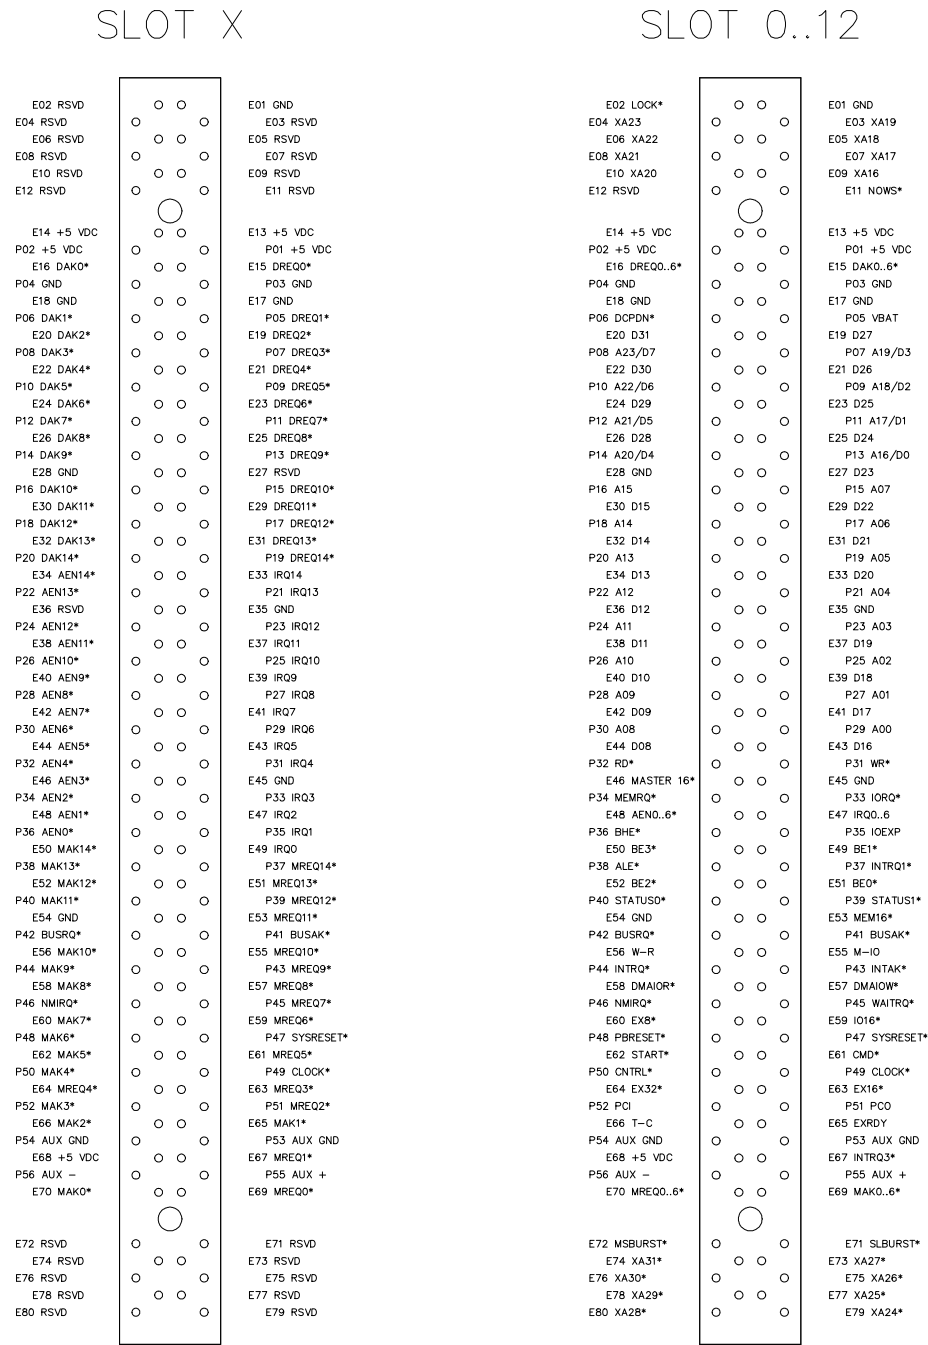 SLOT X
E02 RSVD
E04 RSVD
E06 RSVD
E08 RSVD
E10 RSVD
E12 RSVD
E14 +5 VDC
P02 +5 VDC
E16 DAK0*
P04 GND
E18 GND
P06 DAK1*
E20 DAK2*
P08 DAK3*
E22 DAK4*
P10 DAK5*
E24 DAK6*
P12 DAK7*
E26 DAK8*
P14 DAK9*
E28 GND
P16 DAK10*
E30 DAK11*
P18 DAK12*
E32 DAK13*
P20 DAK14*
E34 AEN14*
P22 AEN13*
E36 RSVD
P24 AEN12*
E38 AEN11*
P26 AEN10*
E40 AEN9*
P28 AEN8*
E42 AEN7*
P30 AEN6*
E44 AEN5*
P32 AEN4*
E46 AEN3*
P34 AEN2*
E48 AEN1*
P36 AEN0*
E50 MAK14*
P38 MAK13*
E52 MAK12*
P40 MAK11*
E54 GND
P42 BUSRQ*
E56 MAK10*
P44 MAK9*
E58 MAK8*
P46 NMIRQ*
E60 MAK7*
P48 MAK6*
E62 MAK5*
P50 MAK4*
E64 MREQ4*
P52 MAK3*
E66 MAK2*
P54 AUX GND
E68 +5 VDC
P56 AUX −
E70 MAK0*
E72 RSVD
E74 RSVD
E76 RSVD
E78 RSVD
E80 RSVD
E01 GND
E03 RSVD
E05 RSVD
E07 RSVD
E09 RSVD
E11 RSVD
E13 +5 VDC
P01 +5 VDC
E15 DREQ0*
P03 GND
E17 GND
P05 DREQ1*
E19 DREQ2*
P07 DREQ3*
E21 DREQ4*
P09 DREQ5*
E23 DREQ6*
P11 DREQ7*
E25 DREQ8*
P13 DREQ9*
E27 RSVD
P15 DREQ10*
E29 DREQ11*
P17 DREQ12*
E31 DREQ13*
P19 DREQ14*
E33 IRQ14
P21 IRQ13
E35 GND
P23 IRQ12
E37 IRQ11
P25 IRQ10
E39 IRQ9
P27 IRQ8
E41 IRQ7
P29 IRQ6
E43 IRQ5
P31 IRQ4
E45 GND
P33 IRQ3
E47 IRQ2
P35 IRQ1
E49 IRQ0
P37 MREQ14*
E51 MREQ13*
P39 MREQ12*
E53 MREQ11*
P41 BUSAK*
E55 MREQ10*
P43 MREQ9*
E57 MREQ8*
P45 MREQ7*
E59 MREQ6*
P47 SYSRESET*
E61 MREQ5*
P49 CLOCK*
E63 MREQ3*
P51 MREQ2*
E65 MAK1*
P53 AUX GND
E67 MREQ1*
P55 AUX +
E69 MREQ0*
E71 RSVD
E73 RSVD
E75 RSVD
E77 RSVD
E79 RSVD
SLOT 0..12
E02 LOCK*
E04 XA23
E06 XA22
E08 XA21
E10 XA20
E12 RSVD
E14 +5 VDC
P02 +5 VDC
E16 DREQ0..6*
P04 GND
E18 GND
P06 DCPDN*
E20 D31
P08 A23/D7
E22 D30
P10 A22/D6
E24 D29
P12 A21/D5
E26 D28
P14 A20/D4
E28 GND
P16 A15
E30 D15
P18 A14
E32 D14
P20 A13
E34 D13
P22 A12
E36 D12
P24 A11
E38 D11
P26 A10
E40 D10
P28 A09
E42 D09
P30 A08
E44 D08
P32 RD*
E46 MASTER 16*
P34 MEMRQ*
E48 AEN0..6*
P36 BHE*
E50 BE3*
P38 ALE*
E52 BE2*
P40 STATUS0*
E54 GND
P42 BUSRQ*
E56 W−R
P44 INTRQ*
E58 DMAIOR*
P46 NMIRQ*
E60 EX8*
P48 PBRESET*
E62 START*
P50 CNTRL*
E64 EX32*
P52 PCI
E66 T−C
P54 AUX GND
E68 +5 VDC
P56 AUX −
E70 MREQ0..6*
E72 MSBURST*
E74 XA31*
E76 XA30*
E78 XA29*
E80 XA28*
E01 GND
E03 XA19
E05 XA18
E07 XA17
E09 XA16
E11 NOWS*
E13 +5 VDC
P01 +5 VDC
E15 DAK0..6*
P03 GND
E17 GND
P05 VBAT
E19 D27
P07 A19/D3
E21 D26
P09 A18/D2
E23 D25
P11 A17/D1
E25 D24
P13 A16/D0
E27 D23
P15 A07
E29 D22
P17 A06
E31 D21
P19 A05
E33 D20
P21 A04
E35 GND
P23 A03
E37 D19
P25 A02
E39 D18
P27 A01
E41 D17
P29 A00
E43 D16
P31 WR*
E45 GND
P33 IORQ*
E47 IRQ0..6
P35 IOEXP
E49 BE1*
P37 INTRQ1*
E51 BE0*
P39 STATUS1*
E53 MEM16*
P41 BUSAK*
E55 M−IO
P43 INTAK*
E57 DMAIOW*
P45 WAITRQ*
E59 IO16*
P47 SYSRESET*
E61 CMD*
P49 CLOCK*
E63 EX16*
P51 PCO
E65 EXRDY
P53 AUX GND
E67 INTRQ3*
P55 AUX +
E69 MAK0..6*
E71 SLBURST*
E73 XA27*
E75 XA26*
E77 XA25*
E79 XA24*